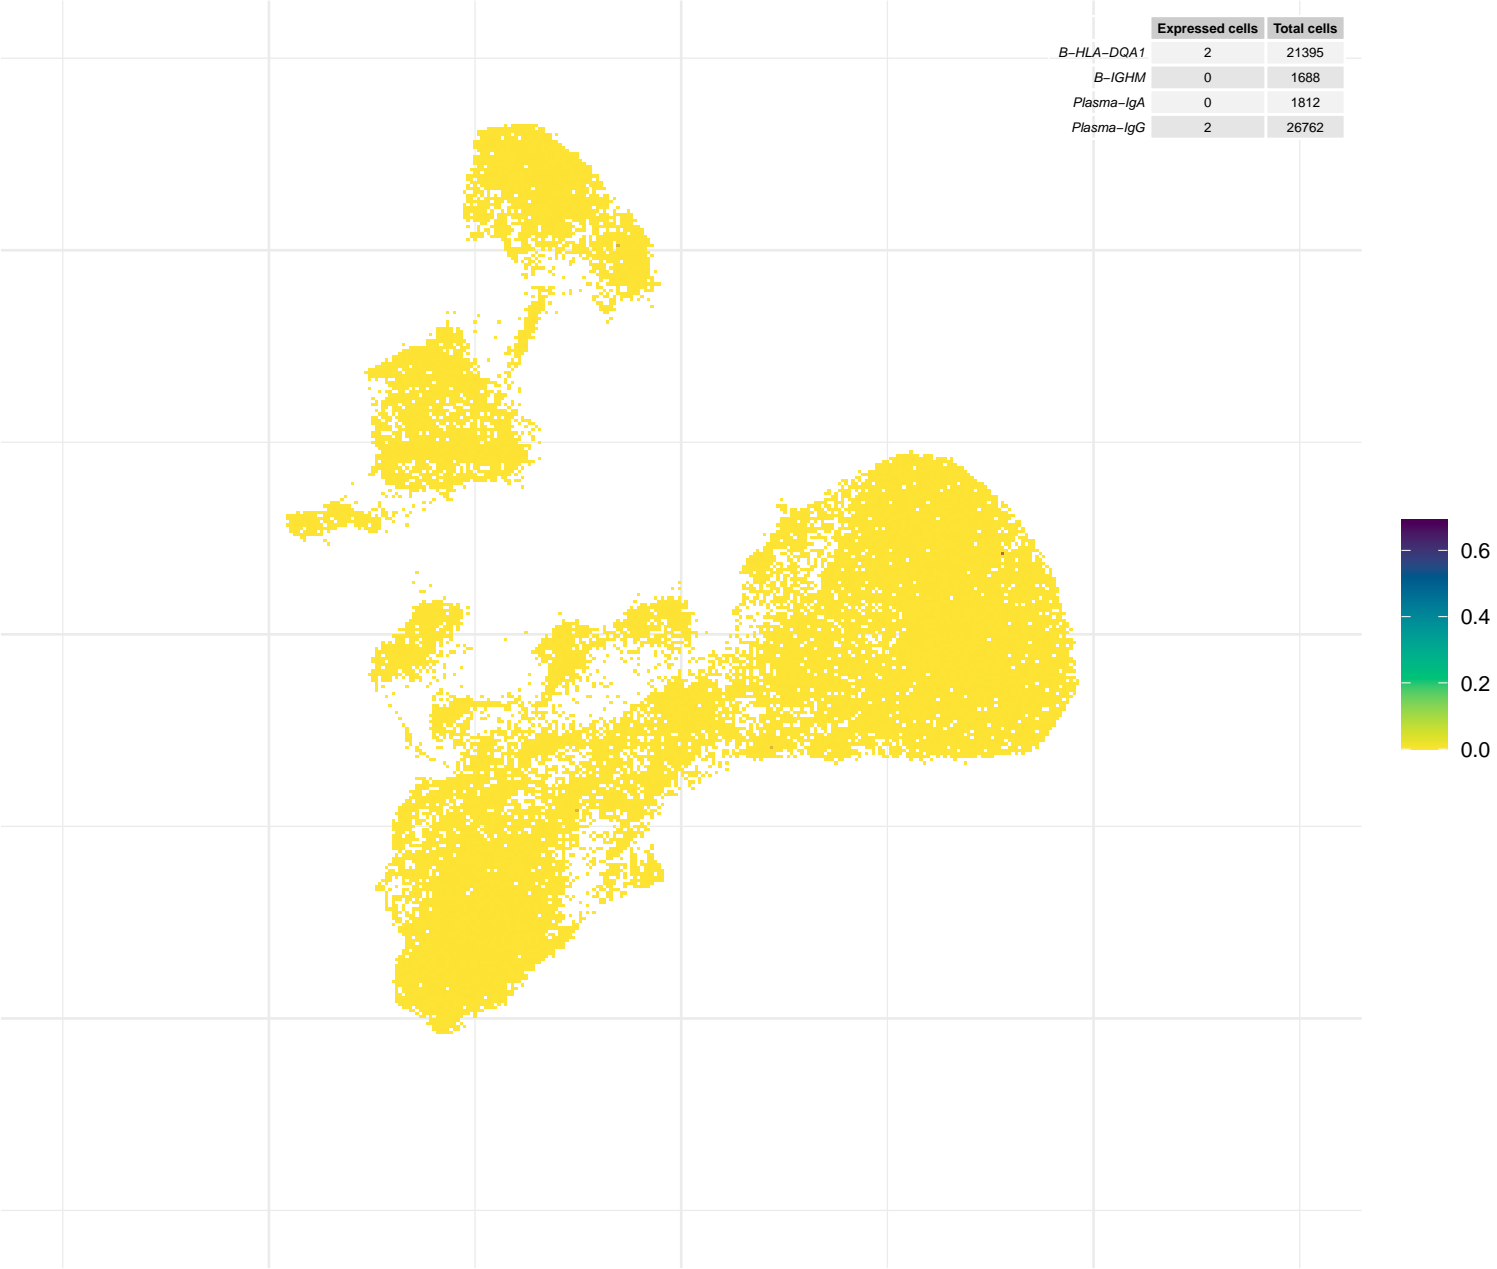 Expressed cells Total cells
B−HLA−DQA1 2 21395
B−IGHM 0 1688
Plasma−IgA 0 1812
Plasma−IgG 2 26762
0.6
0.4
0.2
0.0